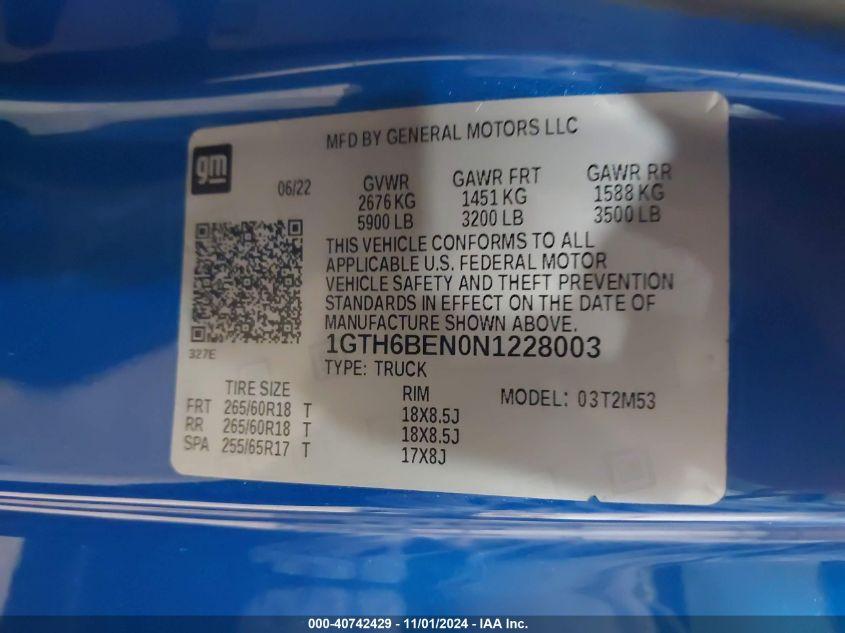 MFD BY GENERAL MOTORS LLC
gm
06/22 GVWR GAWR FRT GAWR RR
2676 KG 1451 KG 1588 KG
5900 LB 3200 LB 3500 LB
THIS VEHICLE CONFORMS TO ALL
APPLICABLE U.S. FEDERAL MOTOR
VEHICLE SAFETY AND THEFT PREVENTION
STANDARDS IN EFFECT ON THE DATE OF
MANUFACTURE SHOWN ABOVE.
327E
1GTH6BEN0N1228003
TYPE: TRUCK
TIRE SIZE RIM MODEL: 03T2M53
FRT 265/60R18 T 18X8.5J
RR 265/60R18 T 18X8.5J
SPA 255/65R17 T 17X8J
000-40742429 - 11/01/2024 - IAA Inc.